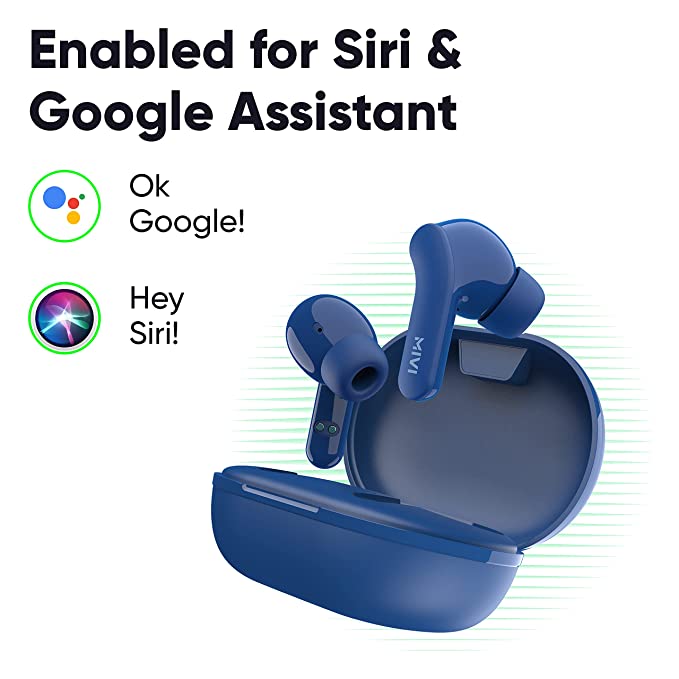 Enabled for Siri &
Google Assistant
Ok
Google!
Hey
Siri!
MIVI